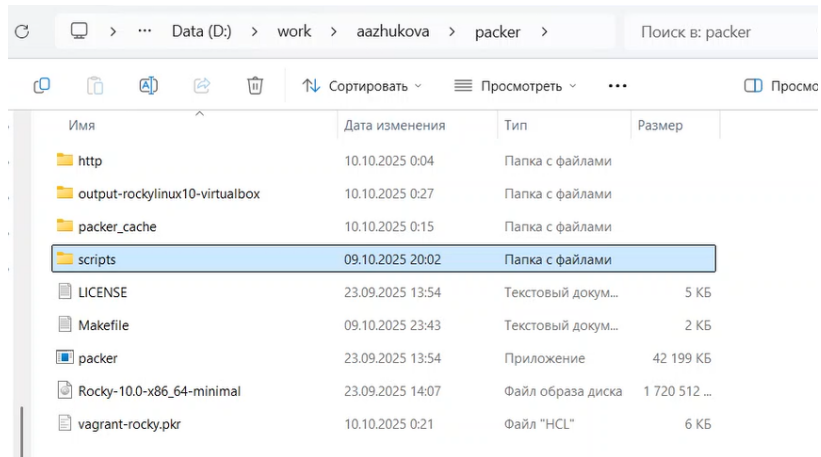 Data (D:) > work > aazhukova > packer > Поиск в: packer
Сортировать Просмотреть Просмо
Имя Дата изменения Тип Размер
http 10.10.2025 0:04 Папка с файлами
output-rockylinux10-virtualbox 10.10.2025 0:27 Папка с файлами
packer_cache 10.10.2025 0:15 Папка с файлами
scripts 09.10.2025 20:02 Папка с файлами
LICENSE 23.09.2025 13:54 Текстовый докум... 5 КБ
Makefile 09.10.2025 23:43 Текстовый докум... 2 КБ
packer 23.09.2025 13:54 Приложение 42 199 КБ
Rocky-10.0-x86_64-minimal 23.09.2025 14:07 Файл образа диска 1 720 512 ...
vagrant-rocky.pkr 10.10.2025 0:21 Файл "HCL" 6 КБ